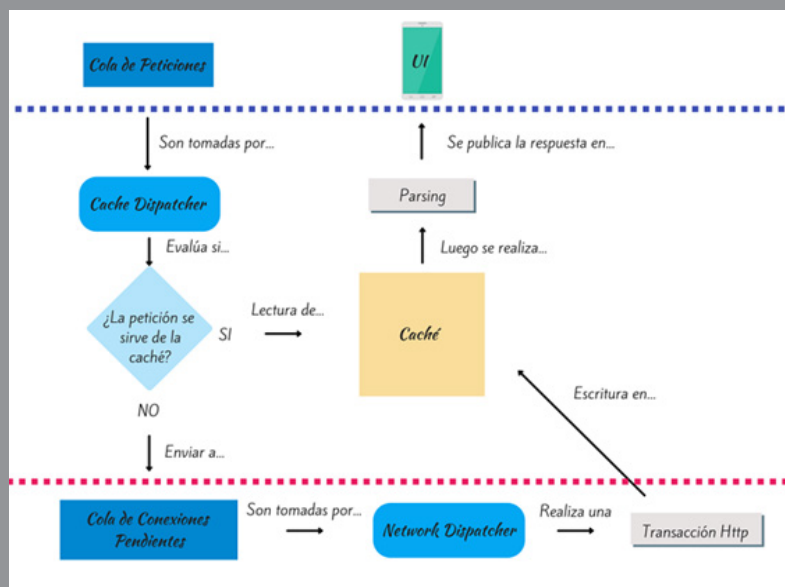 Cola de Peticiones
UI
Son tomadas por...
Se publica la respuesta en...
Cache Dispatcher
Parsing
Evalúa si...
Luego se realiza...
¿La petición se
sirve de la
caché?
SI
Lectura de...
Caché
NO
Escritura en...
Enviar a...
Cola de Conexiones
Pendientes
Son tomadas por...
Network Dispatcher
Realiza una
Transacción Http